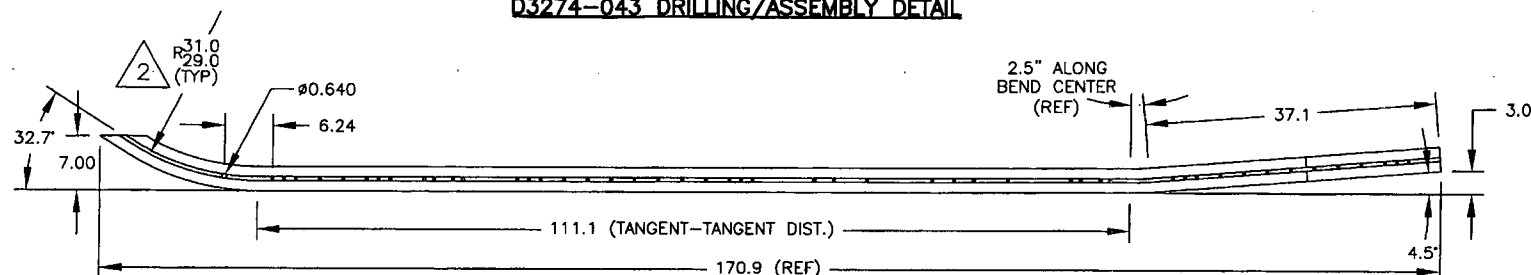 D3274-043 DRILLING/ASSEMBLY DETAIL
2
R31.0
29.0
(TYP)
Ø0.640
6.24
32.7°
7.00
2.5" ALONG
BEND CENTER
(REF)
37.1
3.0
111.1 (TANGENT-TANGENT DIST.)
4.5°
170.9 (REF)